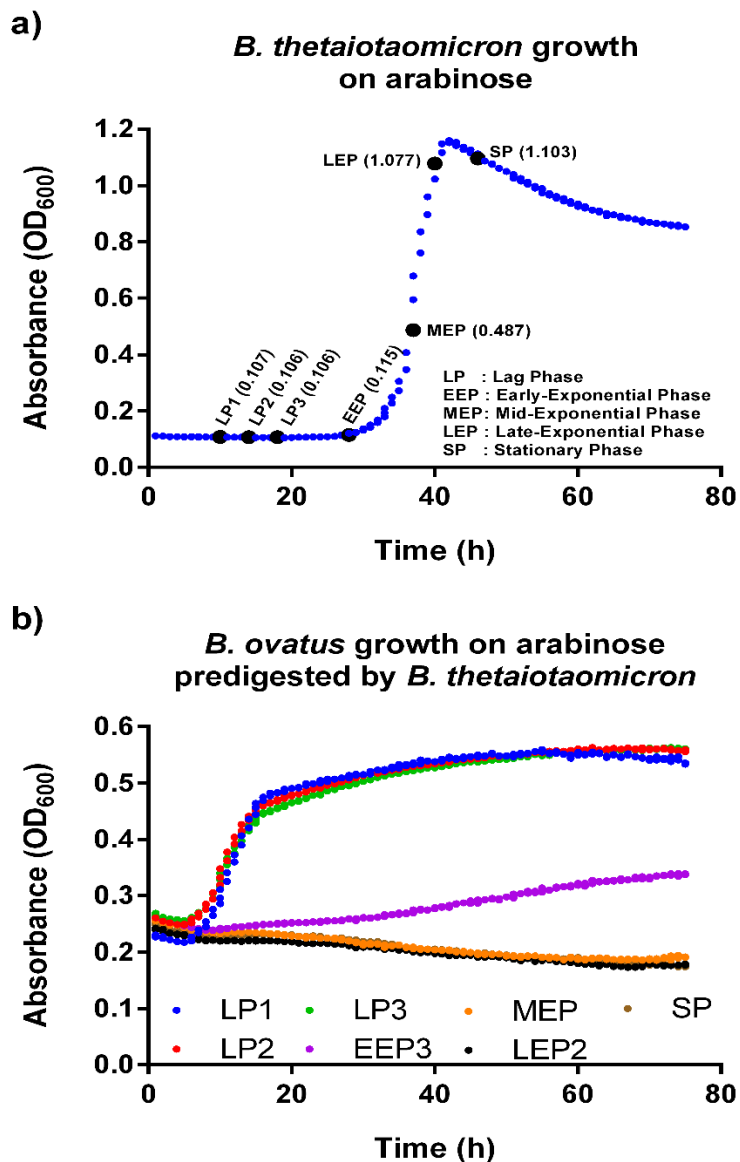 a)
B. thetaiotaomicron growth
on arabinose
Absorbance (OD600)
1.2
1.0
0.8
0.6
0.4
0.2
0.0
LEP (1.077)
SP (1.103)
MEP (0.487)
LP1 (0.107)
LP2 (0.106)
LP3 (0.106)
EEP (0.115)
LP : Lag Phase
EEP : Early-Exponential Phase
MEP: Mid-Exponential Phase
LEP : Late-Exponential Phase
SP : Stationary Phase
0 20 40 60 80
Time (h)
b)
B. ovatus growth on arabinose
predigested by B. thetaiotaomicron
Absorbance (OD600)
0.6
0.5
0.4
0.3
0.2
0.1
0.0
LP1 LP3 MEP SP
LP2 EEP3 LEP2
0 20 40 60 80
Time (h)